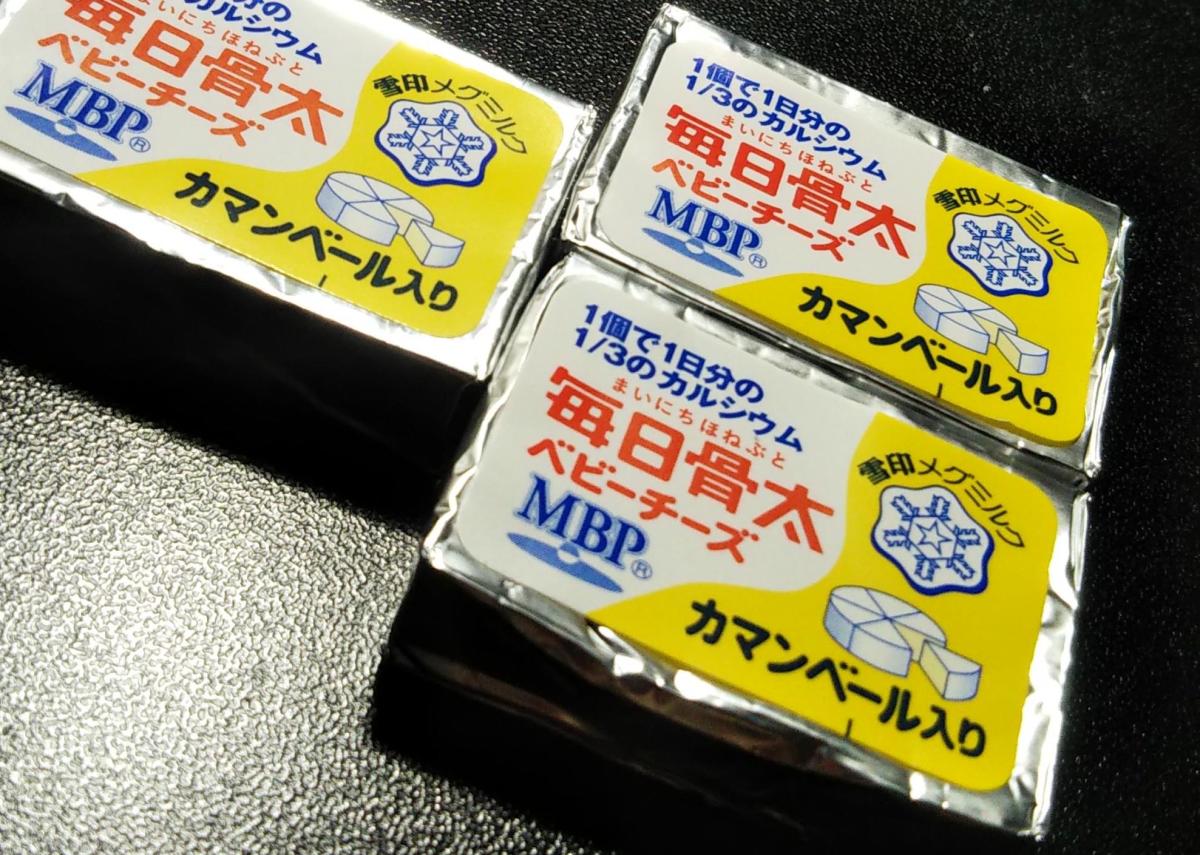 分の
のカルシウム
まいにちほねぶと
毎日骨太
ベビーチーズ
MBP®
雪印メグミルク
カマンベール入り
1個で1日分の
1/3のカルシウム
まいにちほねぶと
毎日骨太
ベビーチーズ
MBP®
雪印メグミルク
カマンベール入り
1個で1日分の
1/3のカルシウム
まいにちほねぶと
毎日骨太
ベビーチーズ
MBP®
雪印メグミルク
カマンベール入り